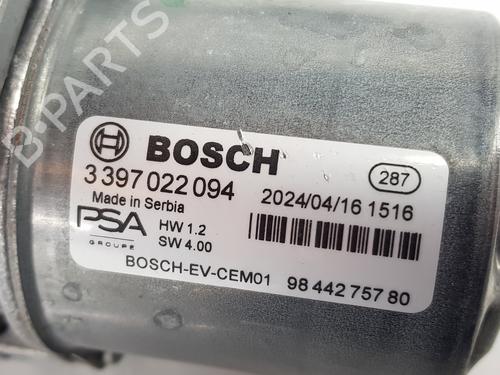 B-PARTS
BOSCH
287
3 397 022 094
2024/04/16 1516
Made in Serbia
PSA
GROUPE
HW 1.2
SW 4.00
BOSCH-EV-CEM01
98 442 757 80